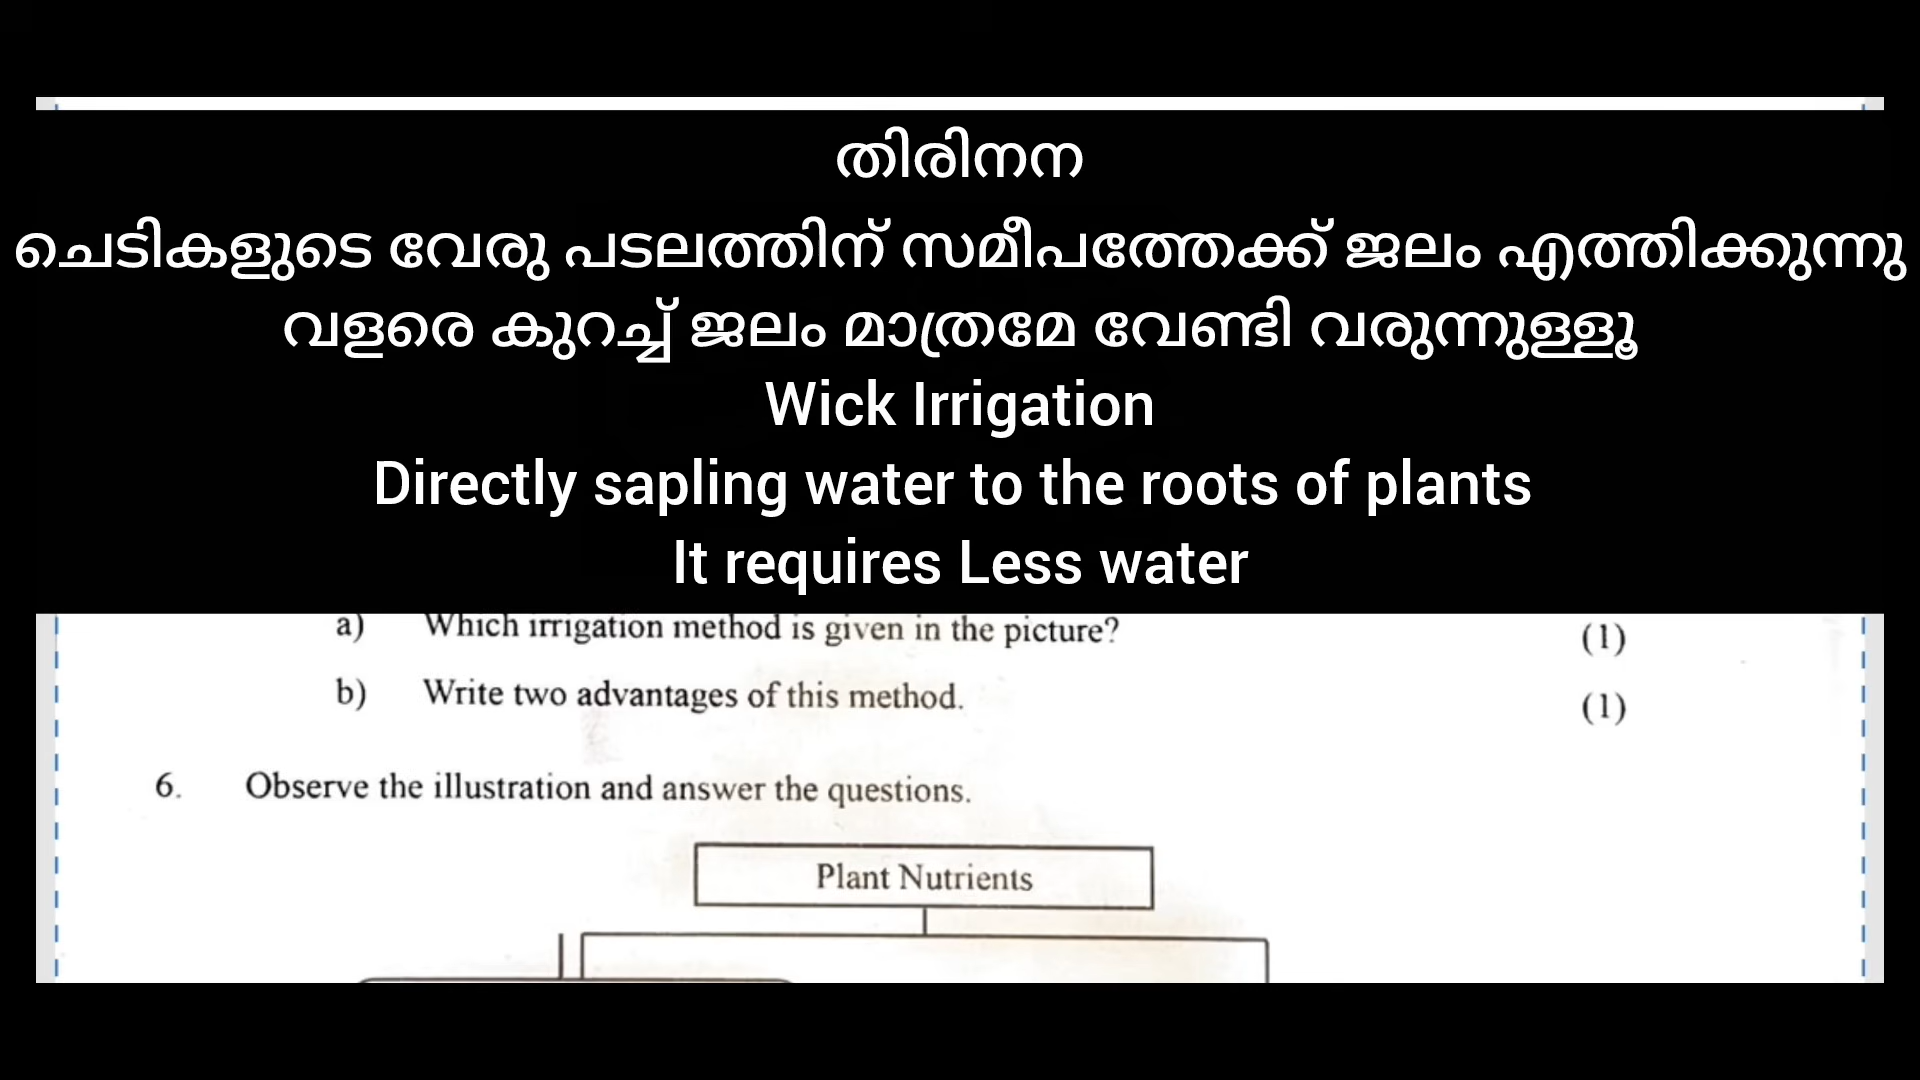 തിരിനന
ചെടികളുടെ വേരു പടലത്തിന് സമീപത്തേക്ക് ജലം എത്തിക്കുന്നു
വളരെ കുറച്ച് ജലം മാത്രമേ വേണ്ടി വരുന്നുള്ളൂ
Wick Irrigation
Directly sapling water to the roots of plants
It requires Less water
a) Which irrigation method is given in the picture? (1)
b) Write two advantages of this method. (1)
6. Observe the illustration and answer the questions.
Plant Nutrients